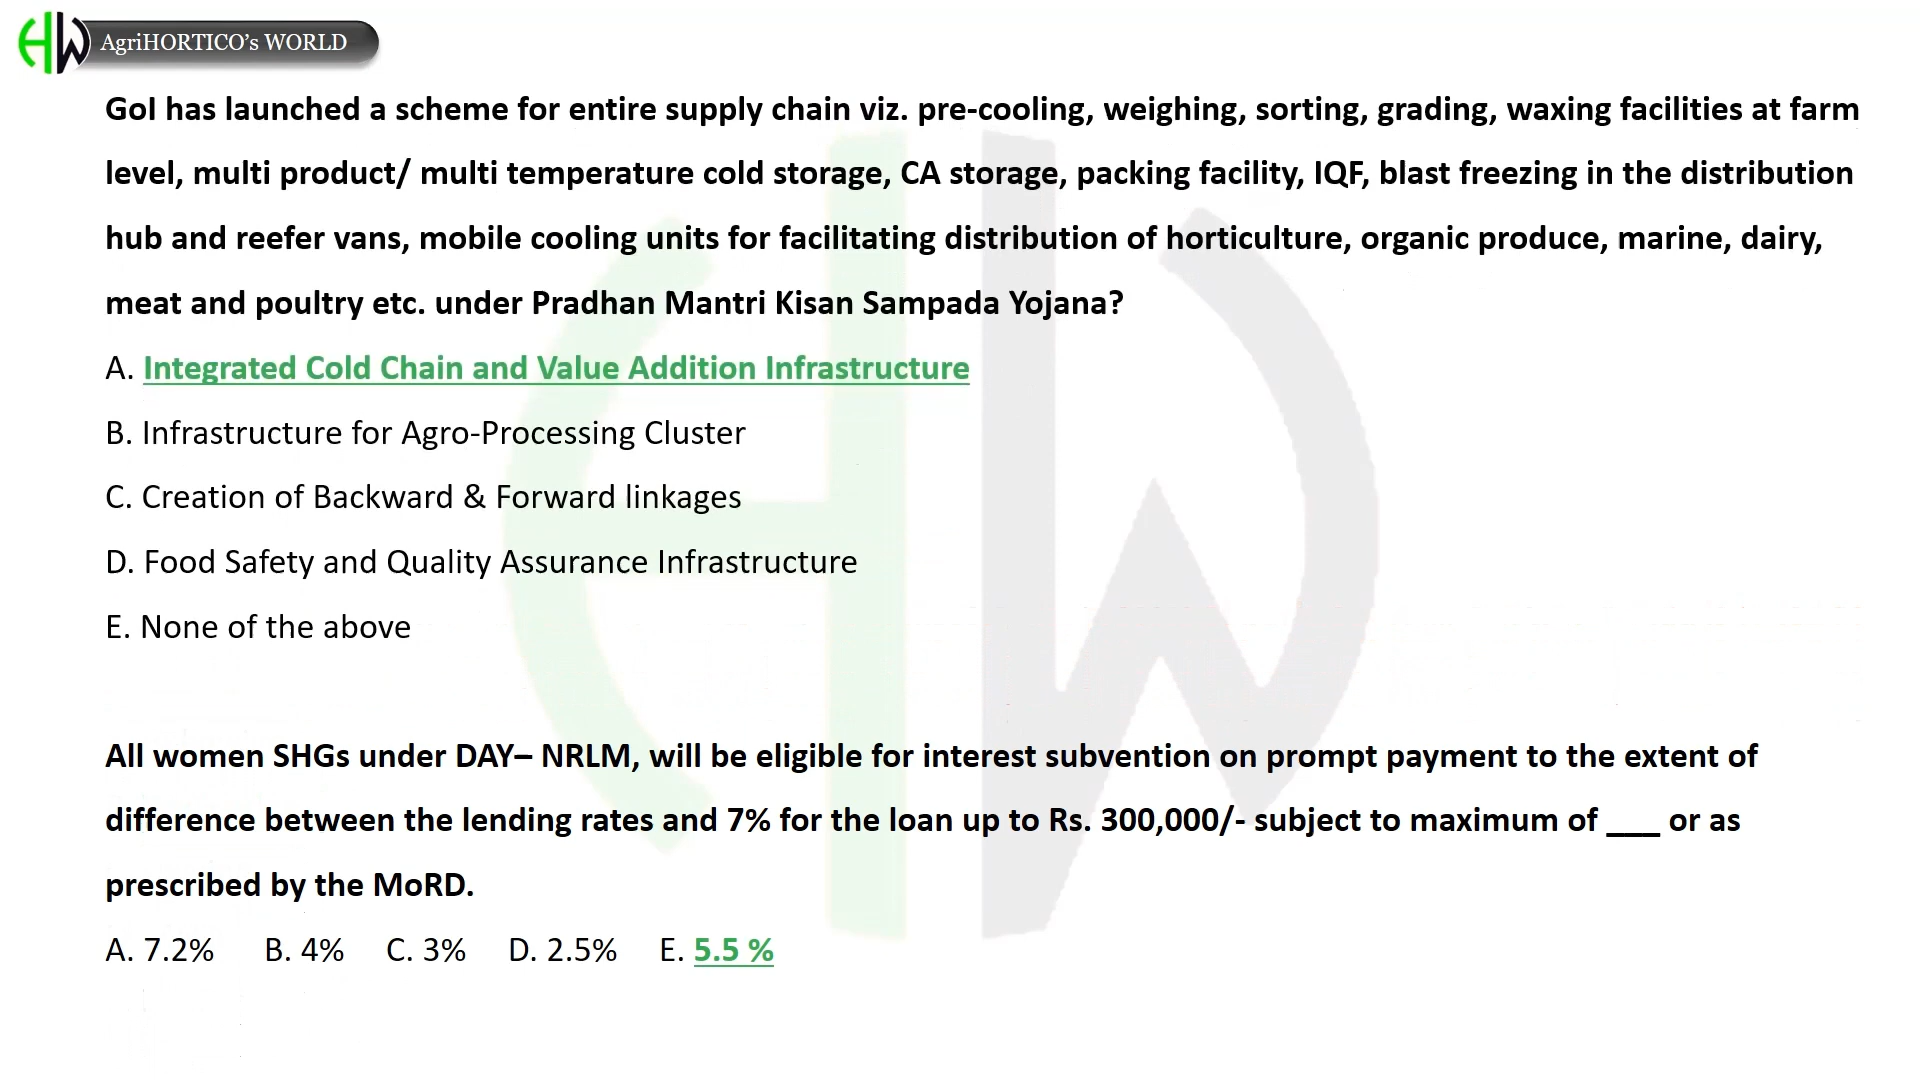 HW AgriHORTICO's WORLD
GoI has launched a scheme for entire supply chain viz. pre-cooling, weighing, sorting, grading, waxing facilities at farm
level, multi product/ multi temperature cold storage, CA storage, packing facility, IQF, blast freezing in the distribution
hub and reefer vans, mobile cooling units for facilitating distribution of horticulture, organic produce, marine, dairy,
meat and poultry etc. under Pradhan Mantri Kisan Sampada Yojana?
A. Integrated Cold Chain and Value Addition Infrastructure
B. Infrastructure for Agro-Processing Cluster
C. Creation of Backward & Forward linkages
D. Food Safety and Quality Assurance Infrastructure
E. None of the above
All women SHGs under DAY– NRLM, will be eligible for interest subvention on prompt payment to the extent of
difference between the lending rates and 7% for the loan up to Rs. 300,000/- subject to maximum of ___ or as
prescribed by the MoRD.
A. 7.2% B. 4% C. 3% D. 2.5% E. 5.5 %